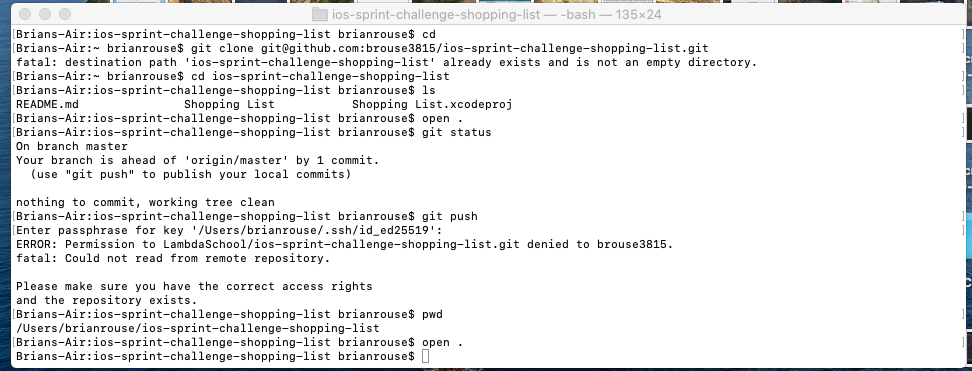 ios-sprint-challenge-shopping-list — -bash — 135×24
[Brians-Air:ios-sprint-challenge-shopping-list brianrouse$ cd ]
[Brians-Air:~ brianrouse$ git clone git@github.com:brouse3815/ios-sprint-challenge-shopping-list.git ]
fatal: destination path 'ios-sprint-challenge-shopping-list' already exists and is not an empty directory.
[Brians-Air:~ brianrouse$ cd ios-sprint-challenge-shopping-list ]
[Brians-Air:ios-sprint-challenge-shopping-list brianrouse$ ls ]
README.md Shopping List Shopping List.xcodeproj
[Brians-Air:ios-sprint-challenge-shopping-list brianrouse$ open . ]
[Brians-Air:ios-sprint-challenge-shopping-list brianrouse$ git status ]
On branch master
Your branch is ahead of 'origin/master' by 1 commit.
(use "git push" to publish your local commits)
nothing to commit, working tree clean
[Brians-Air:ios-sprint-challenge-shopping-list brianrouse$ git push ]
[Enter passphrase for key '/Users/brianrouse/.ssh/id_ed25519': ]
ERROR: Permission to LambdaSchool/ios-sprint-challenge-shopping-list.git denied to brouse3815.
fatal: Could not read from remote repository.
Please make sure you have the correct access rights
and the repository exists.
[Brians-Air:ios-sprint-challenge-shopping-list brianrouse$ pwd ]
/Users/brianrouse/ios-sprint-challenge-shopping-list
[Brians-Air:ios-sprint-challenge-shopping-list brianrouse$ open . ]
Brians-Air:ios-sprint-challenge-shopping-list brianrouse$